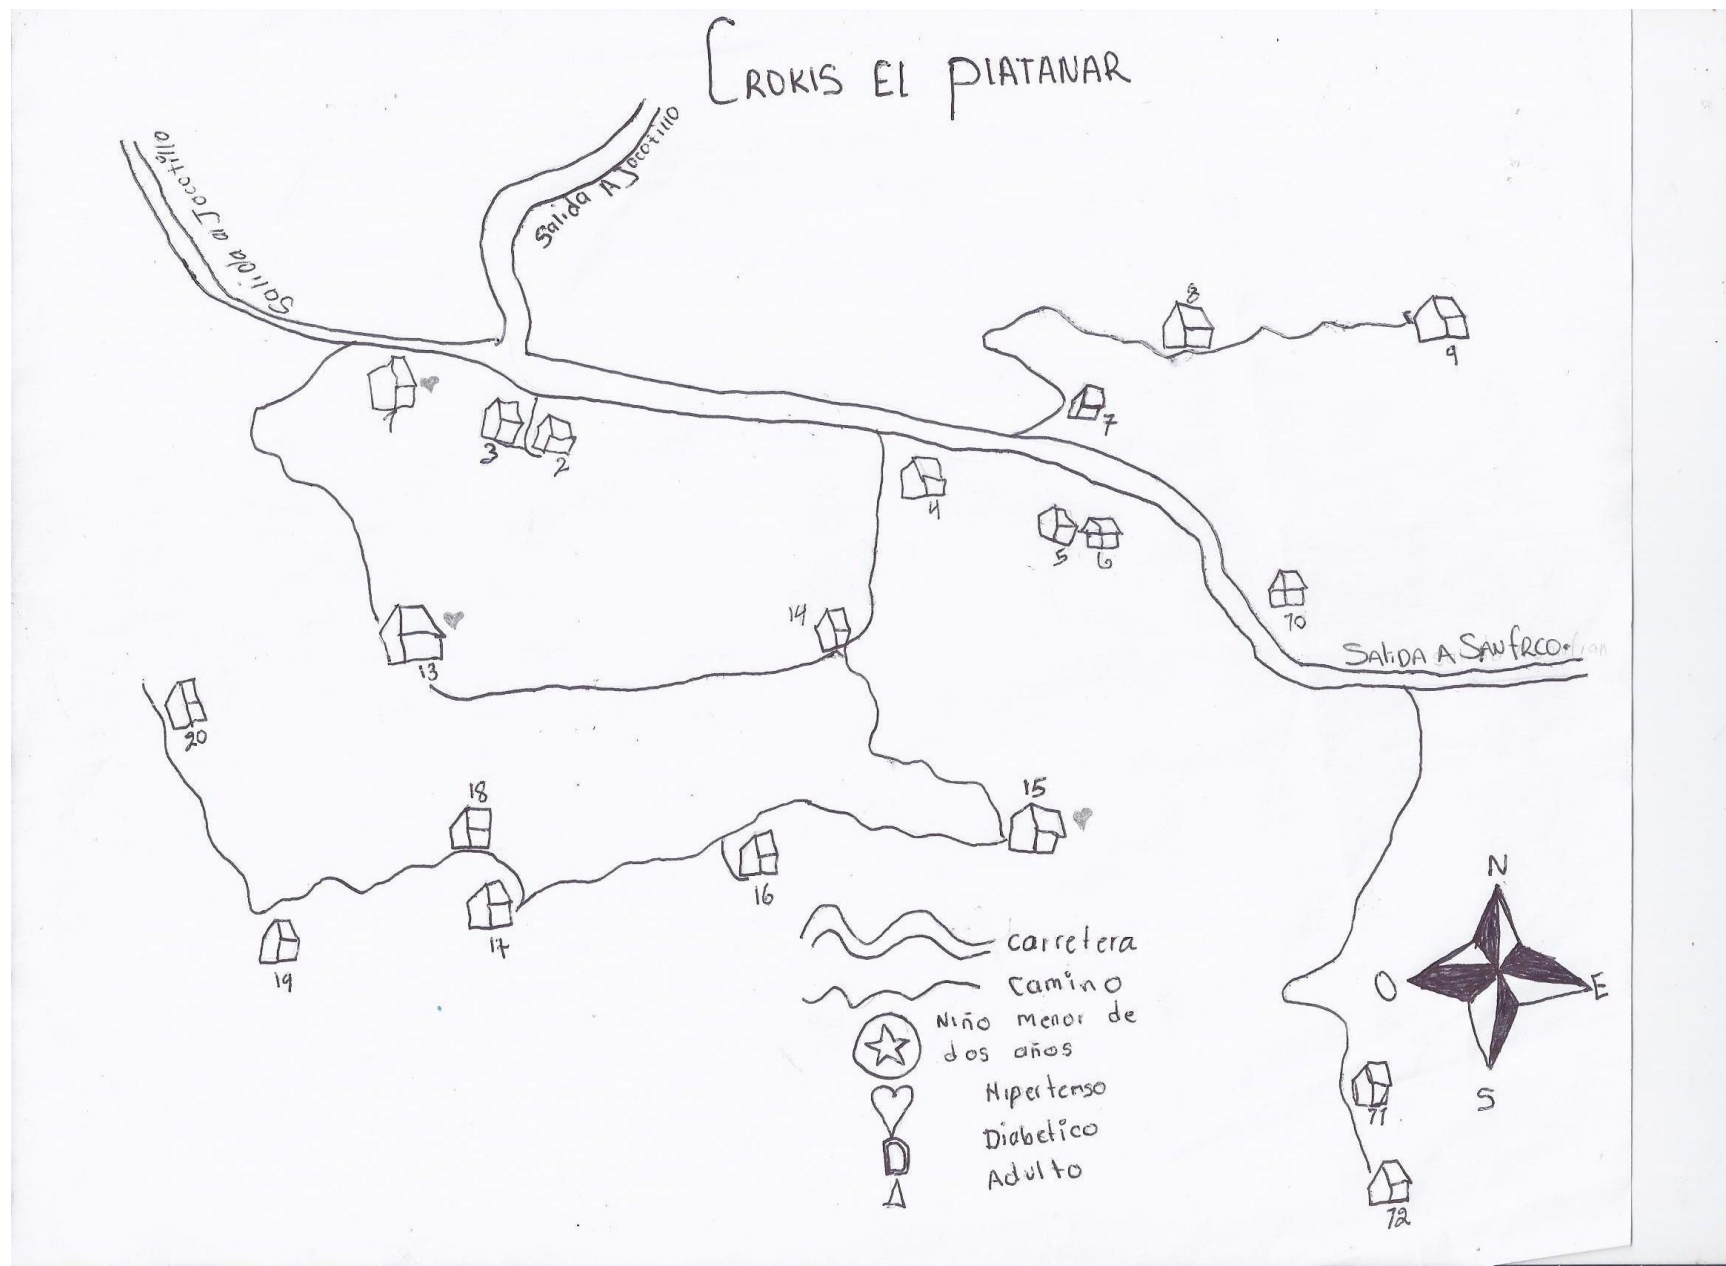 CROKIS El PlATANAR
Salida al Jocotillo
Salida A Jocotillo
8
9
1
7
3
2
4
5
6
10
14
SAliDA A SANFRCO.
13
20
18
15
16
17
19
carretera
camino
Niño menor de
dos años
Hipertenso
D
Diabetico
Adulto
N
O
E
S
11
12